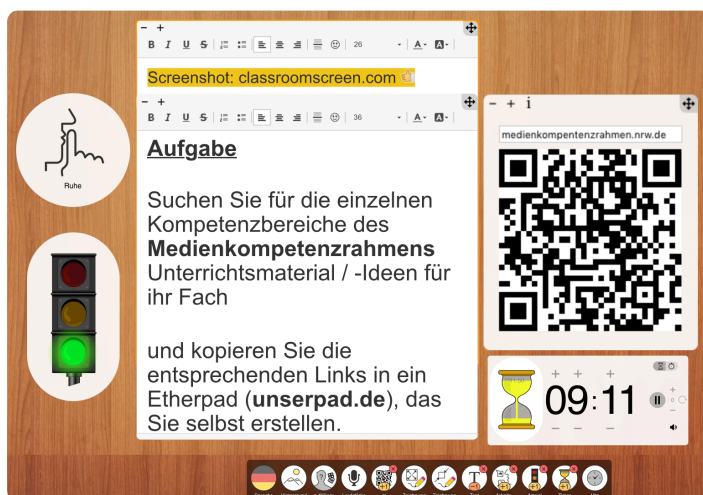 B I U S 26 A A
Screenshot: classroomscreen.com
B I U S 36 A A
Aufgabe
Suchen Sie für die einzelnen
Kompetenzbereiche des
Medienkompetenzrahmens
Unterrichtsmaterial / -Ideen für
ihr Fach
und kopieren Sie die
entsprechenden Links in ein
Etherpad (unserpad.de), das
Sie selbst erstellen.
Ruhe
- + i
medienkompentenzrahmen.nrw.de
09:11
0